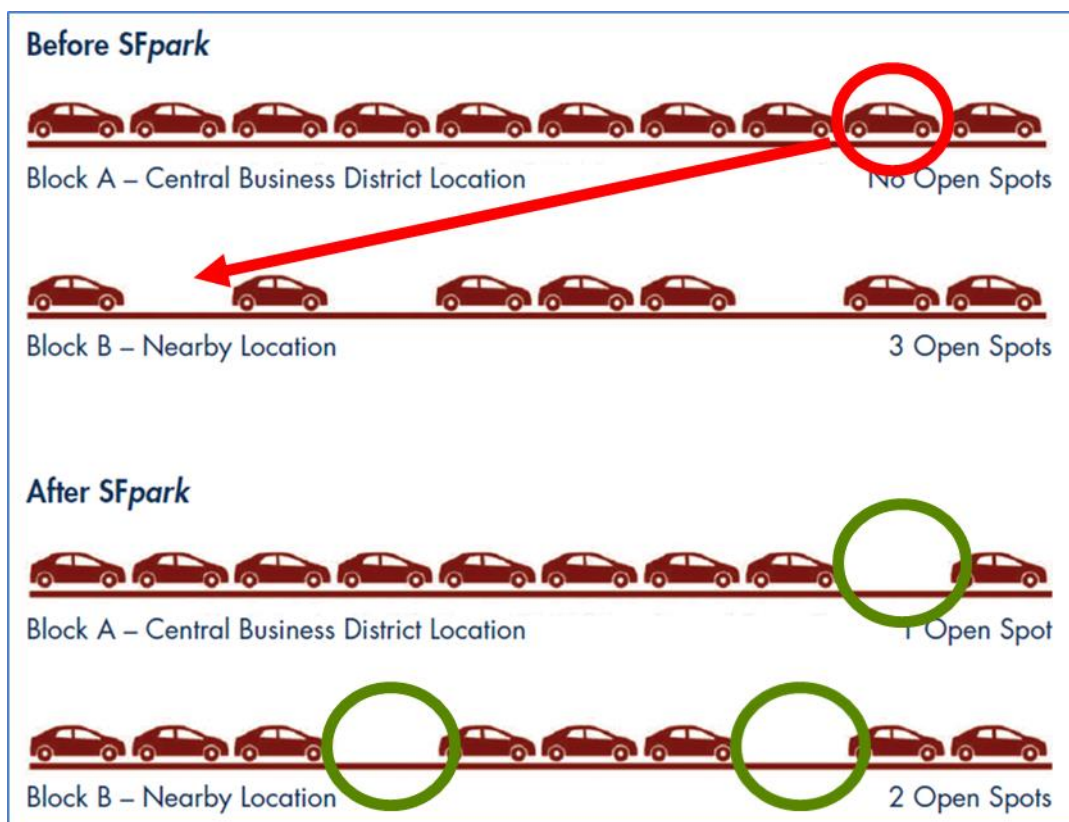 Before SFpark
Block A – Central Business District Location No Open Spots
Block B – Nearby Location 3 Open Spots
After SFpark
Block A – Central Business District Location 1 Open Spot
Block B – Nearby Location 2 Open Spots